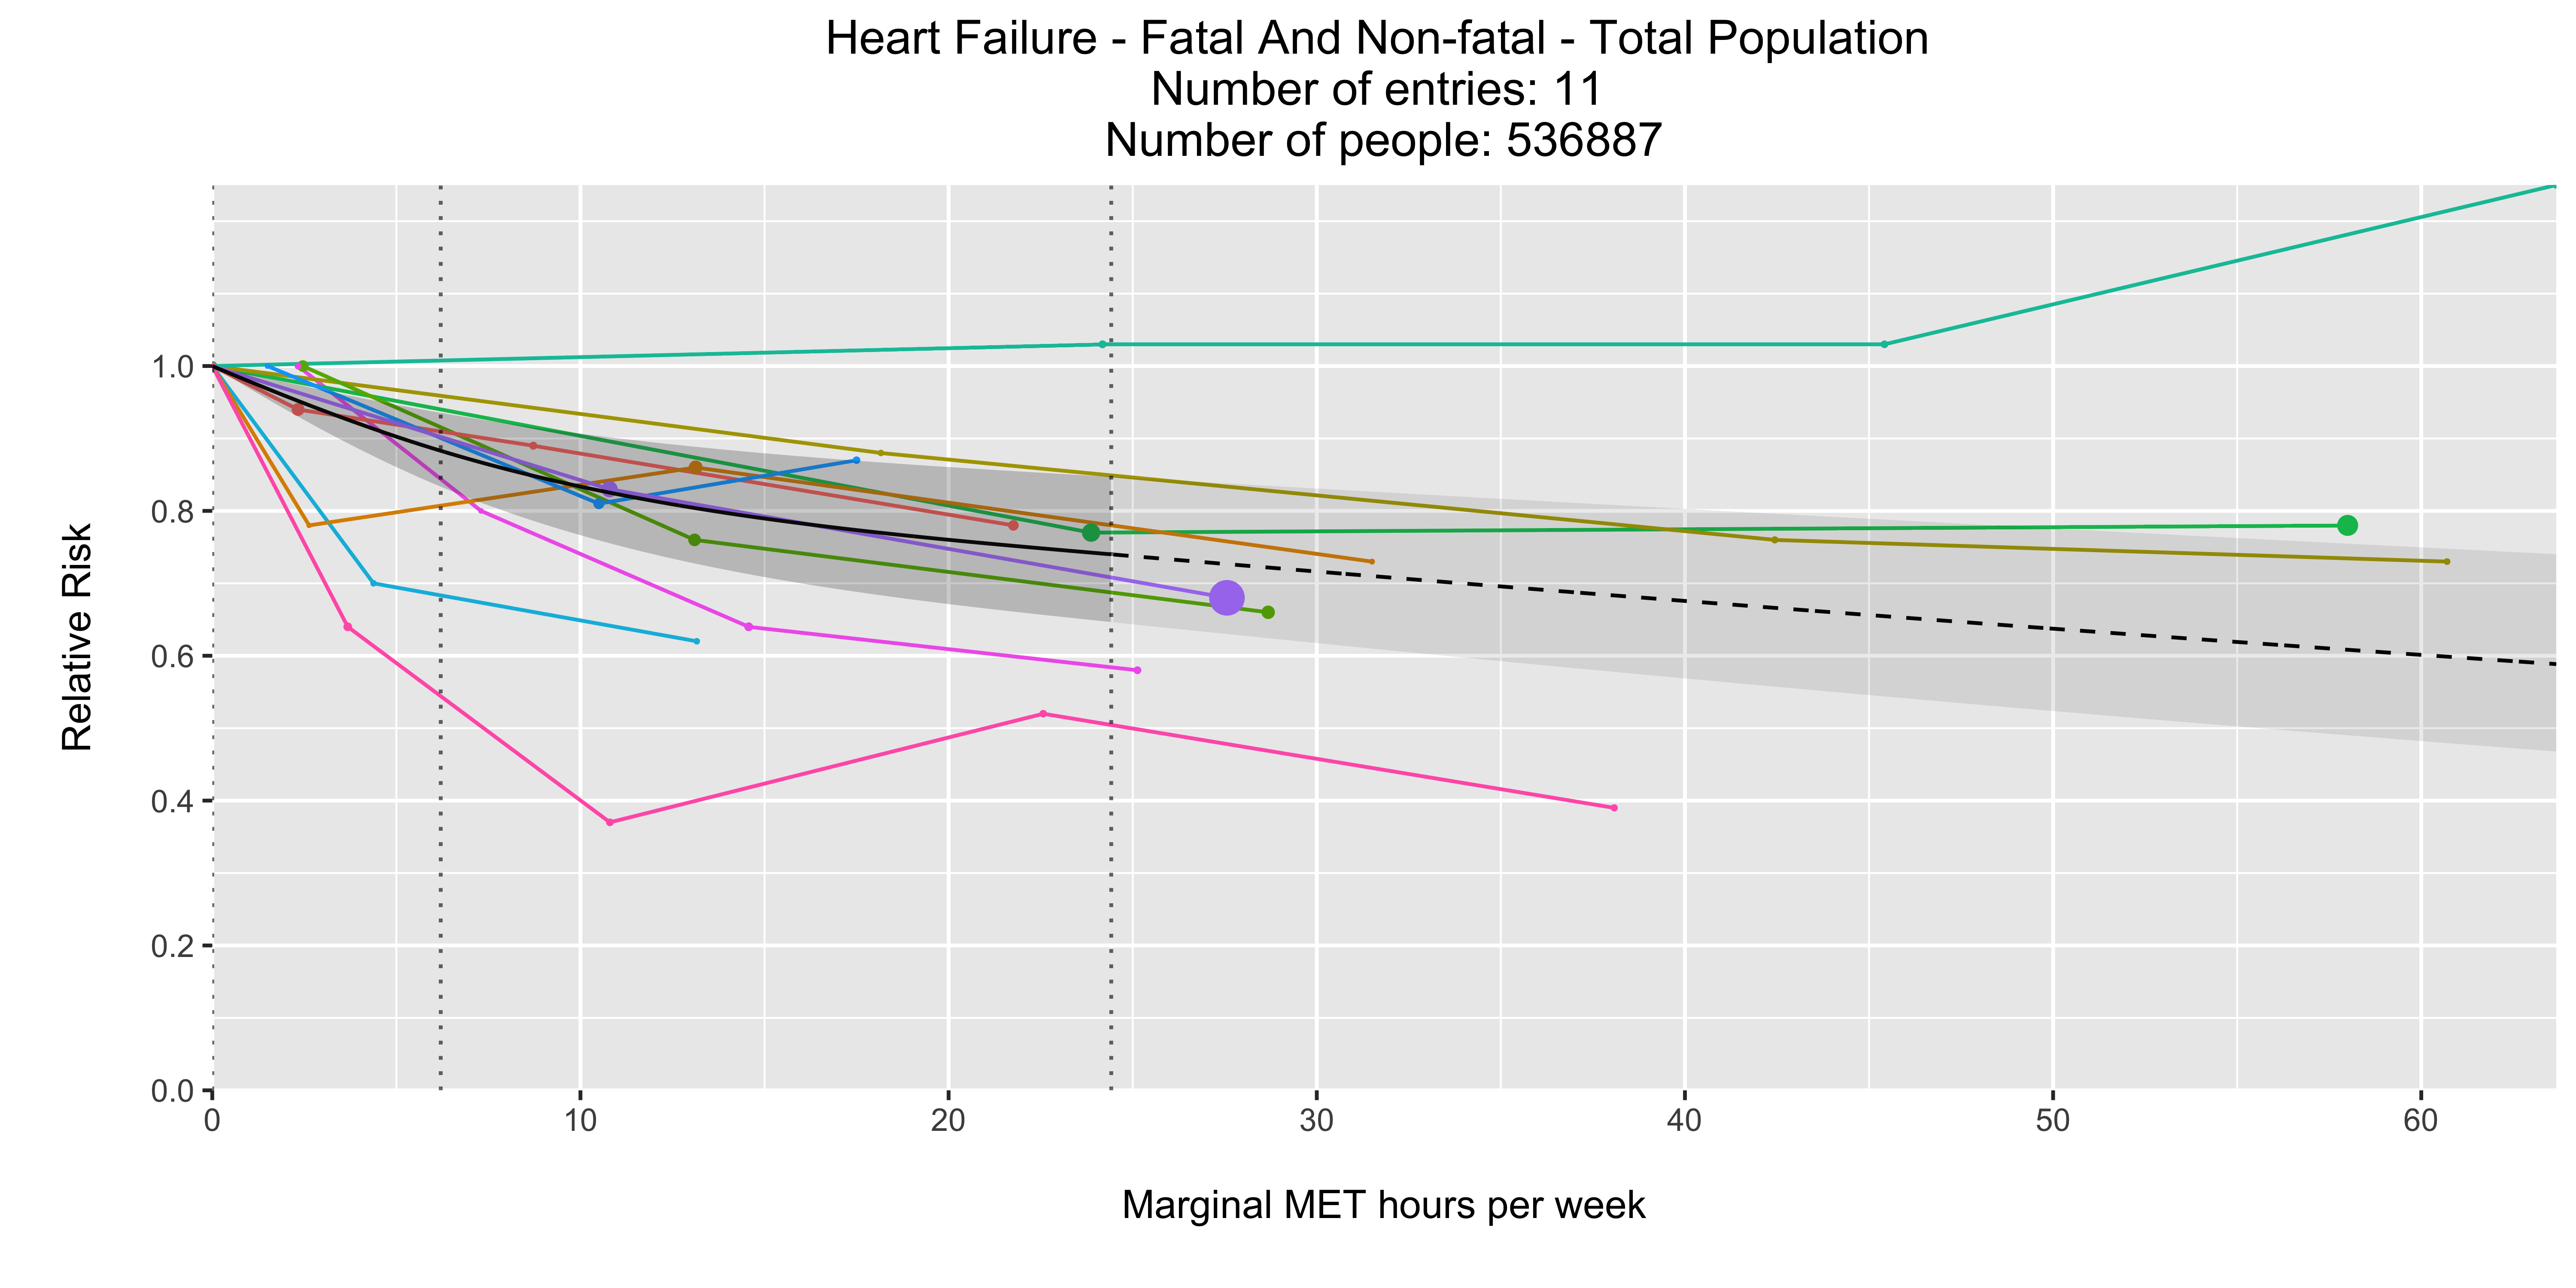 Heart Failure - Fatal And Non-fatal - Total Population
Number of entries: 11
Number of people: 536887
Relative Risk
1.0
0.8
0.6
0.4
0.2
0.0
0 10 20 30 40 50 60
Marginal MET hours per week